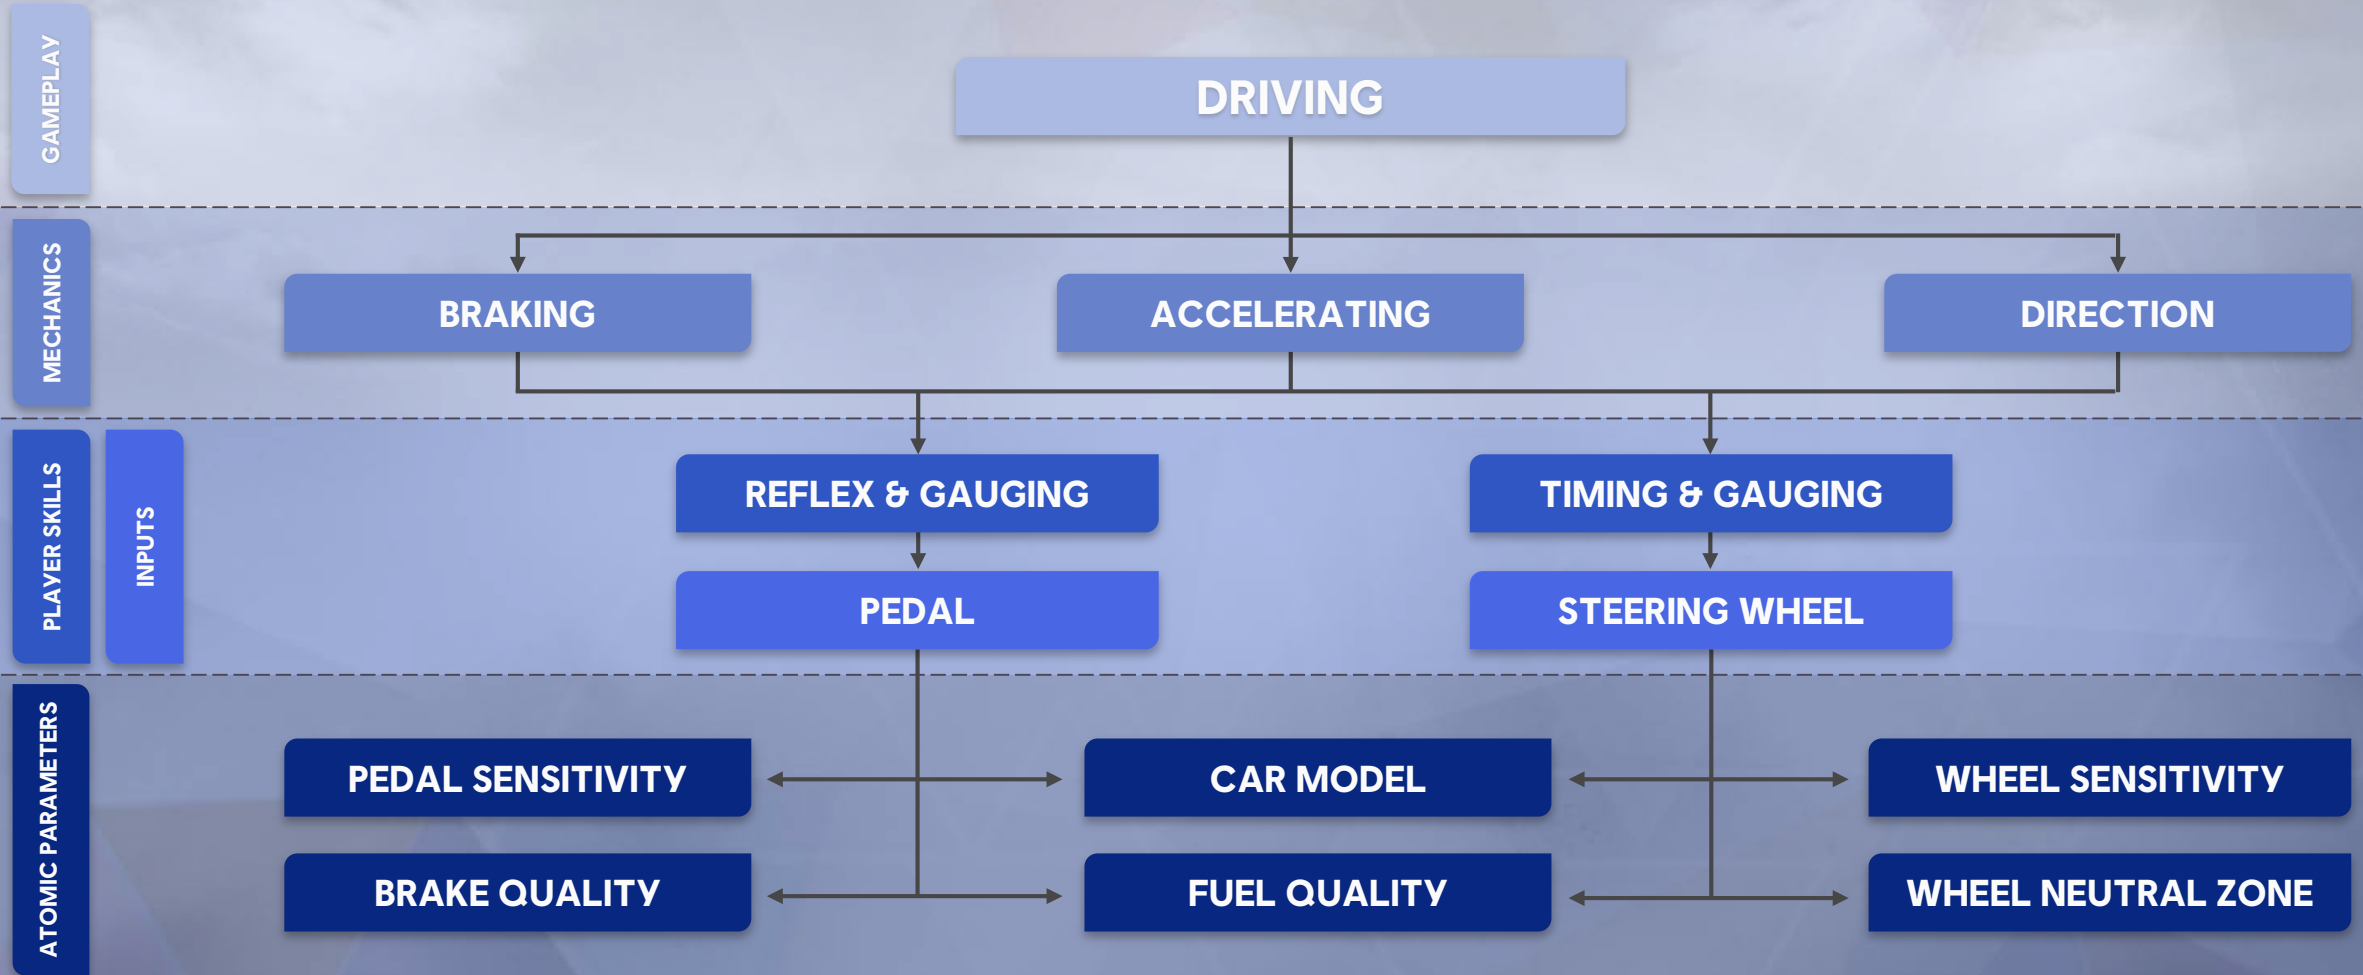 GAMEPLAY
DRIVING
MECHANICS
BRAKING
ACCELERATING
DIRECTION
PLAYER SKILLS
INPUTS
REFLEX & GAUGING
TIMING & GAUGING
PEDAL
STEERING WHEEL
ATOMIC PARAMETERS
PEDAL SENSITIVITY
CAR MODEL
WHEEL SENSITIVITY
BRAKE QUALITY
FUEL QUALITY
WHEEL NEUTRAL ZONE